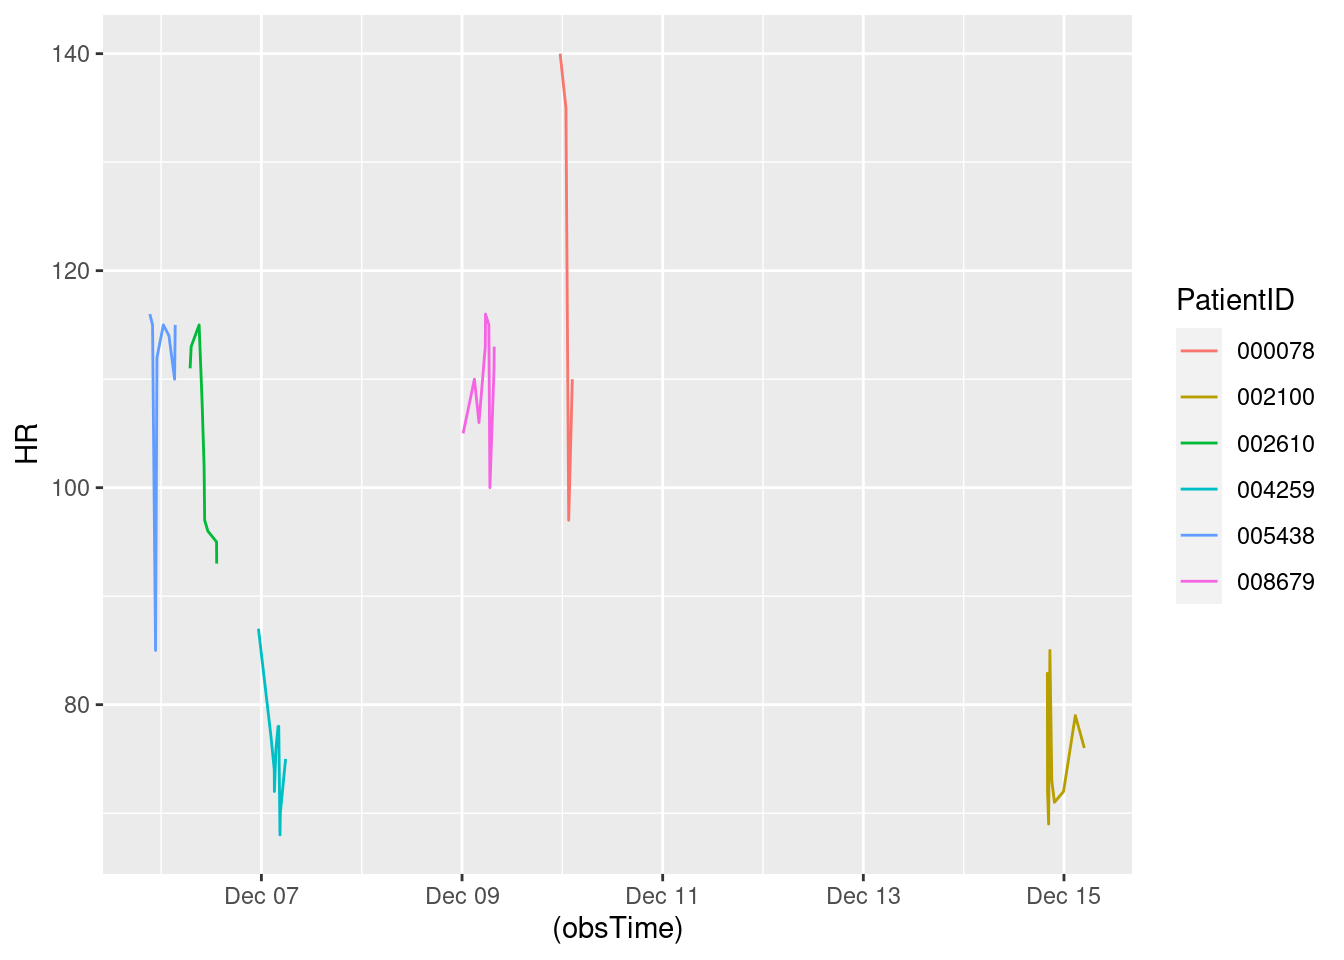 140
120
100
80
HR
Dec 07
Dec 09
Dec 11
Dec 13
Dec 15
(obsTime)
PatientID
000078
002100
002610
004259
005438
008679